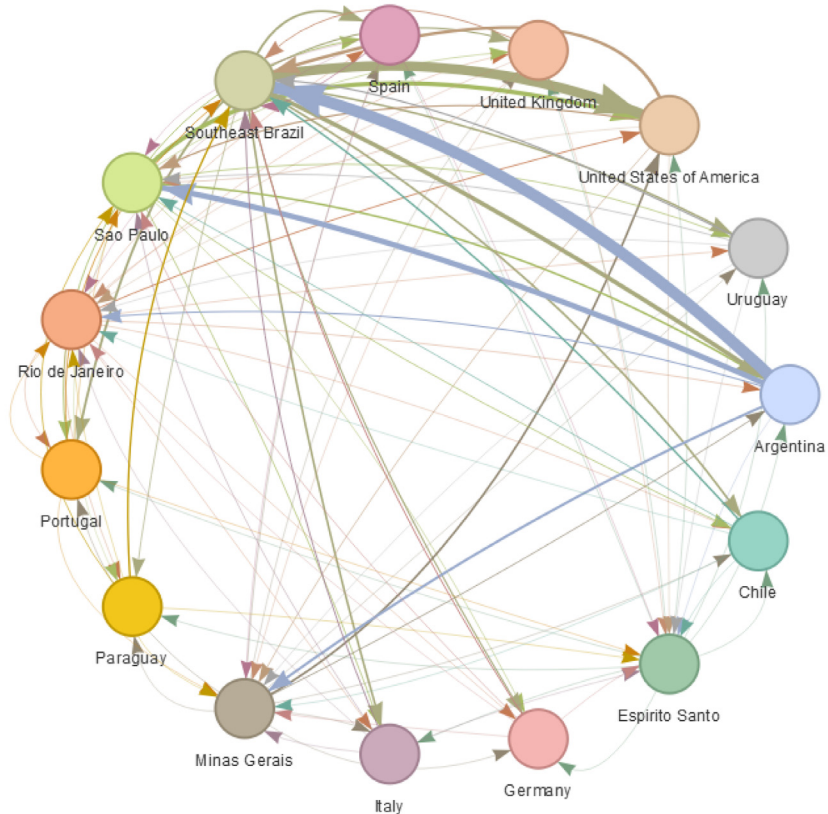 Spain
United Kingdom
Southeast Brazil
United States of America
Sao Paulo
Uruguay
Rio de Janeiro
Argentina
Portugal
Chile
Paraguay
Espirito Santo
Minas Gerais
Germany
Italy